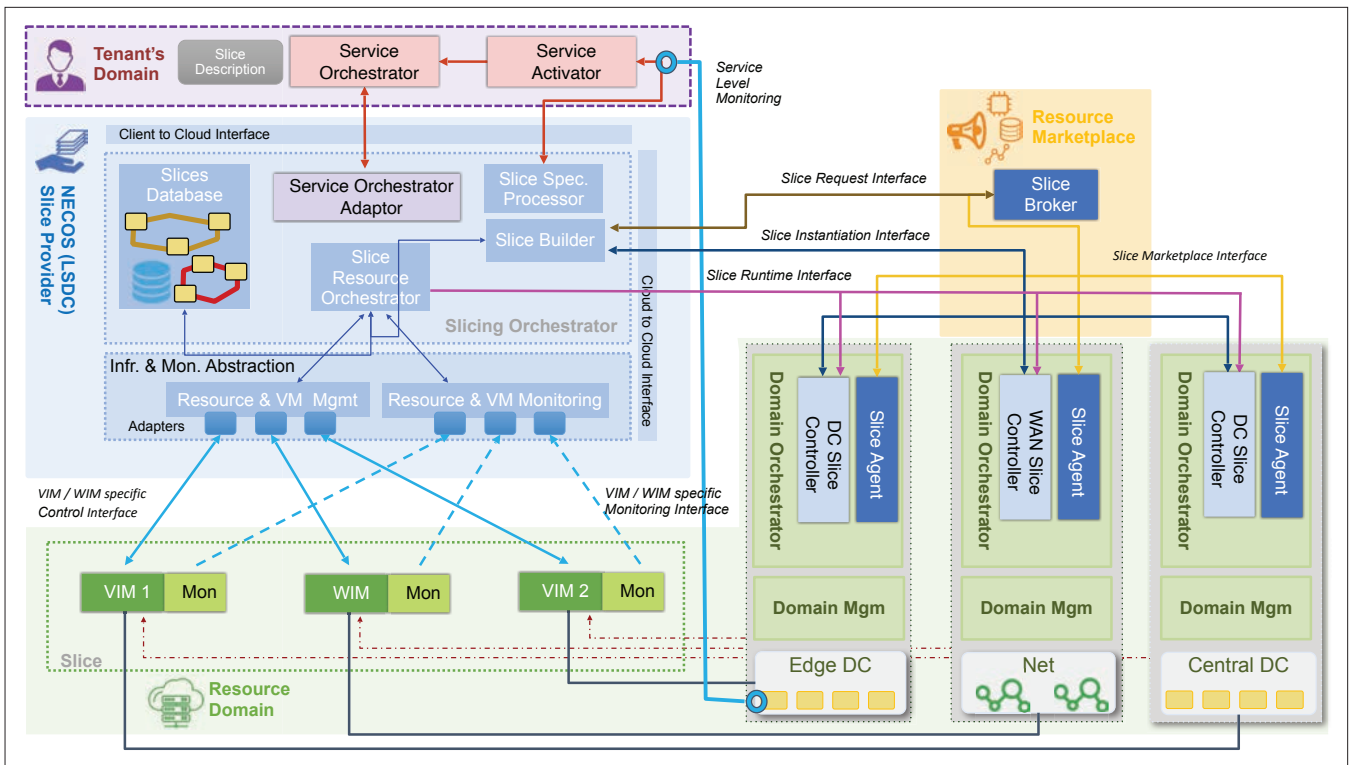 Tenant's
Domain
Slice
Description
Service
Orchestrator
Service
Activator
Service
Level
Monitoring
NECOS (LSDC)
Slice Provider
Client to Cloud Interface
Slices
Database
Service Orchestrator
Adaptor
Slice Spec.
Processor
Slice Builder
Slice
Resource
Orchestrator
Slicing Orchestrator
Cloud to Cloud Interface
Infr. & Mon. Abstraction
Resource & VM Mgmt
Resource & VM Monitoring
Adapters
Resource
Marketplace
Slice
Broker
Slice Request Interface
Slice Instantiation Interface
Slice Runtime Interface
Slice Marketplace Interface
VIM / WIM specific
Control Interface
VIM / WIM specific
Monitoring Interface
VIM 1
Mon
WIM
Mon
VIM 2
Mon
Slice
Resource
Domain
Domain Orchestrator
DC Slice
Controller
Slice Agent
Domain Mgm
Edge DC
Domain Orchestrator
WAN Slice
Controller
Slice Agent
Domain Mgm
Net
Domain Orchestrator
DC Slice
Controller
Slice Agent
Domain Mgm
Central DC